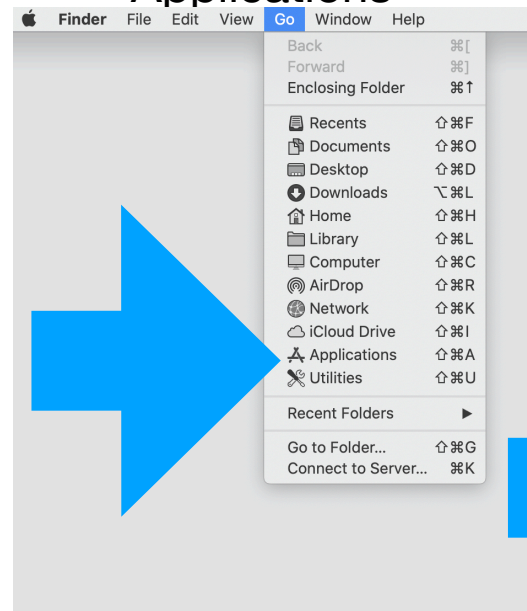 Applications
Finder File Edit View Go Window Help
Back ⌘[
Forward ⌘]
Enclosing Folder ⌘↑
Recents ⇧⌘F
Documents ⇧⌘O
Desktop ⇧⌘D
Downloads ⌥⌘L
Home ⇧⌘H
Library ⇧⌘L
Computer ⇧⌘C
AirDrop ⇧⌘R
Network ⇧⌘K
iCloud Drive ⇧⌘I
Applications ⇧⌘A
Utilities ⇧⌘U
Recent Folders ▶
Go to Folder... ⇧⌘G
Connect to Server... ⌘K